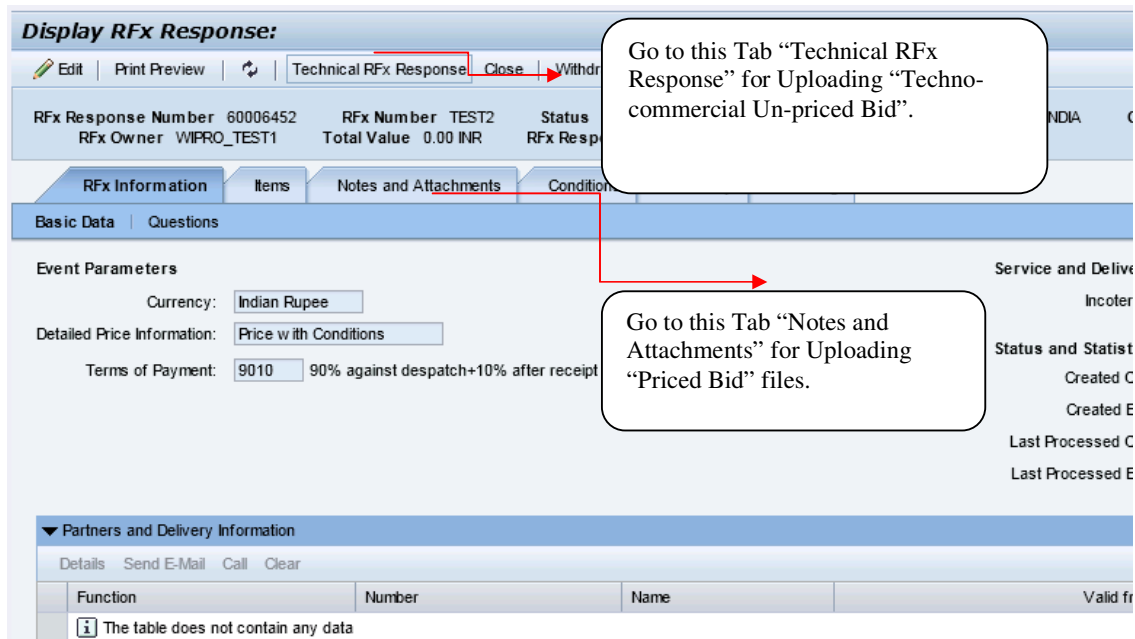 Display RFx Response:
Edit | Print Preview | Technical RFx Response Close | Withdr
Go to this Tab “Technical RFx
Response” for Uploading “Techno-
commercial Un-priced Bid”.
RFx Response Number 60006452 RFx Number TEST2 Status NDIA
RFx Owner WIPRO_TEST1 Total Value 0.00 INR RFx Resp
RFx Information Items Notes and Attachments Condition
Basic Data | Questions
Event Parameters Service and Delive
Currency: Indian Rupee Incoter
Detailed Price Information: Price with Conditions
Terms of Payment: 9010 90% against despatch+10% after receipt
Go to this Tab “Notes and
Attachments” for Uploading
“Priced Bid” files.
Status and Statist
Created O
Created B
Last Processed O
Last Processed B
Partners and Delivery Information
Details Send E-Mail Call Clear
Function Number Name Valid fr
The table does not contain any data